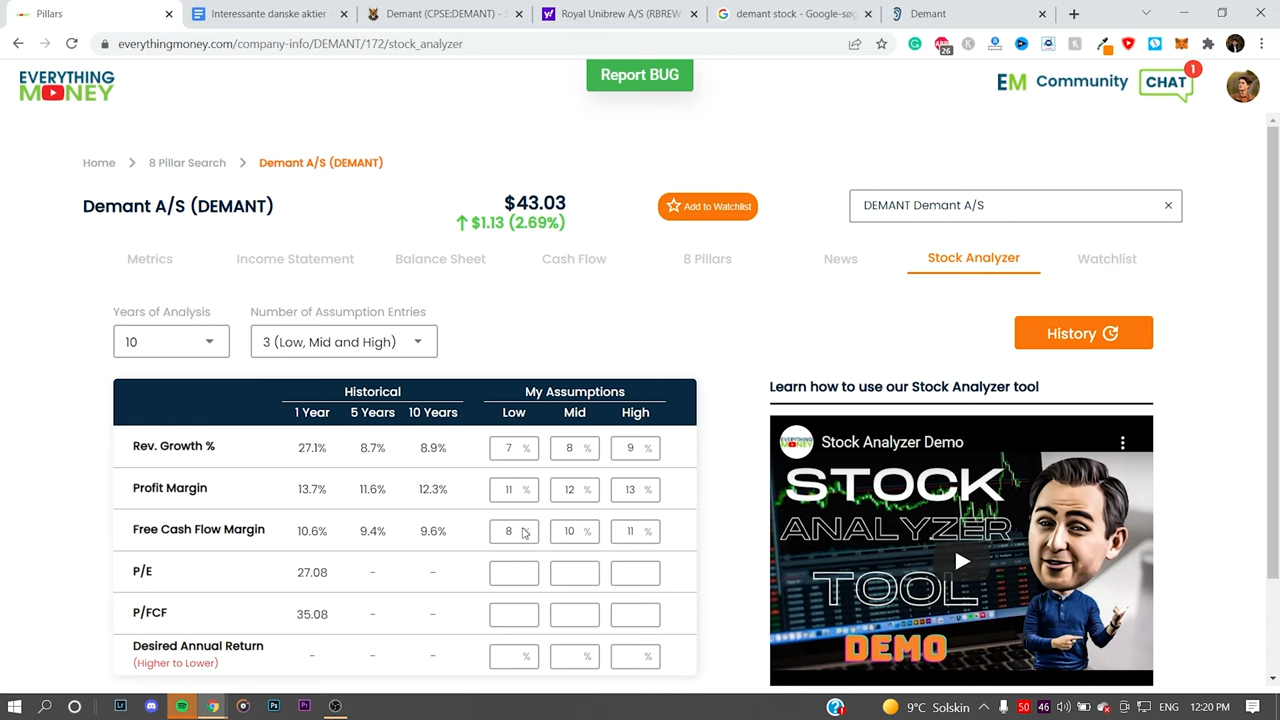 Pillars
Interessante danske aktier -
Demant (CPSE:DEMANT) - S
Royal Unibrew A/S (RBREW
demant stock - Google-søg
Demant
everythingmoney.com/company-info/DEMANT/172/stock_analyzer
26
EVERYTHING
MONEY
Report BUG
EM Community
CHAT
1
Home
8 Pillar Search
Demant A/S (DEMANT)
Demant A/S (DEMANT)
$43.03
$1.13 (2.69%)
Add to Watchlist
DEMANT Demant A/S
Metrics
Income Statement
Balance Sheet
Cash Flow
8 Pillars
News
Stock Analyzer
Watchlist
Years of Analysis
Number of Assumption Entries
10
3 (Low, Mid and High)
History
Historical
My Assumptions
1 Year
5 Years
10 Years
Low
Mid
High
Rev. Growth %
27.1%
8.7%
8.9%
7 %
8 %
9 %
Profit Margin
13.7%
11.6%
12.3%
11 %
12 %
13 %
Free Cash Flow Margin
10.6%
9.4%
9.6%
8 %
10 %
11 %
P/E
27.08
-
-
P/FCF
35.08
-
-
Desired Annual Return
(Higher to Lower)
-
-
-
%
%
%
Learn how to use our Stock Analyzer tool
EVERYTHING
MONEY
Stock Analyzer Demo
STOCK
ANALYZER
TOOL
DEMO
50
46
9°C Solskin
ENG
12:20 PM